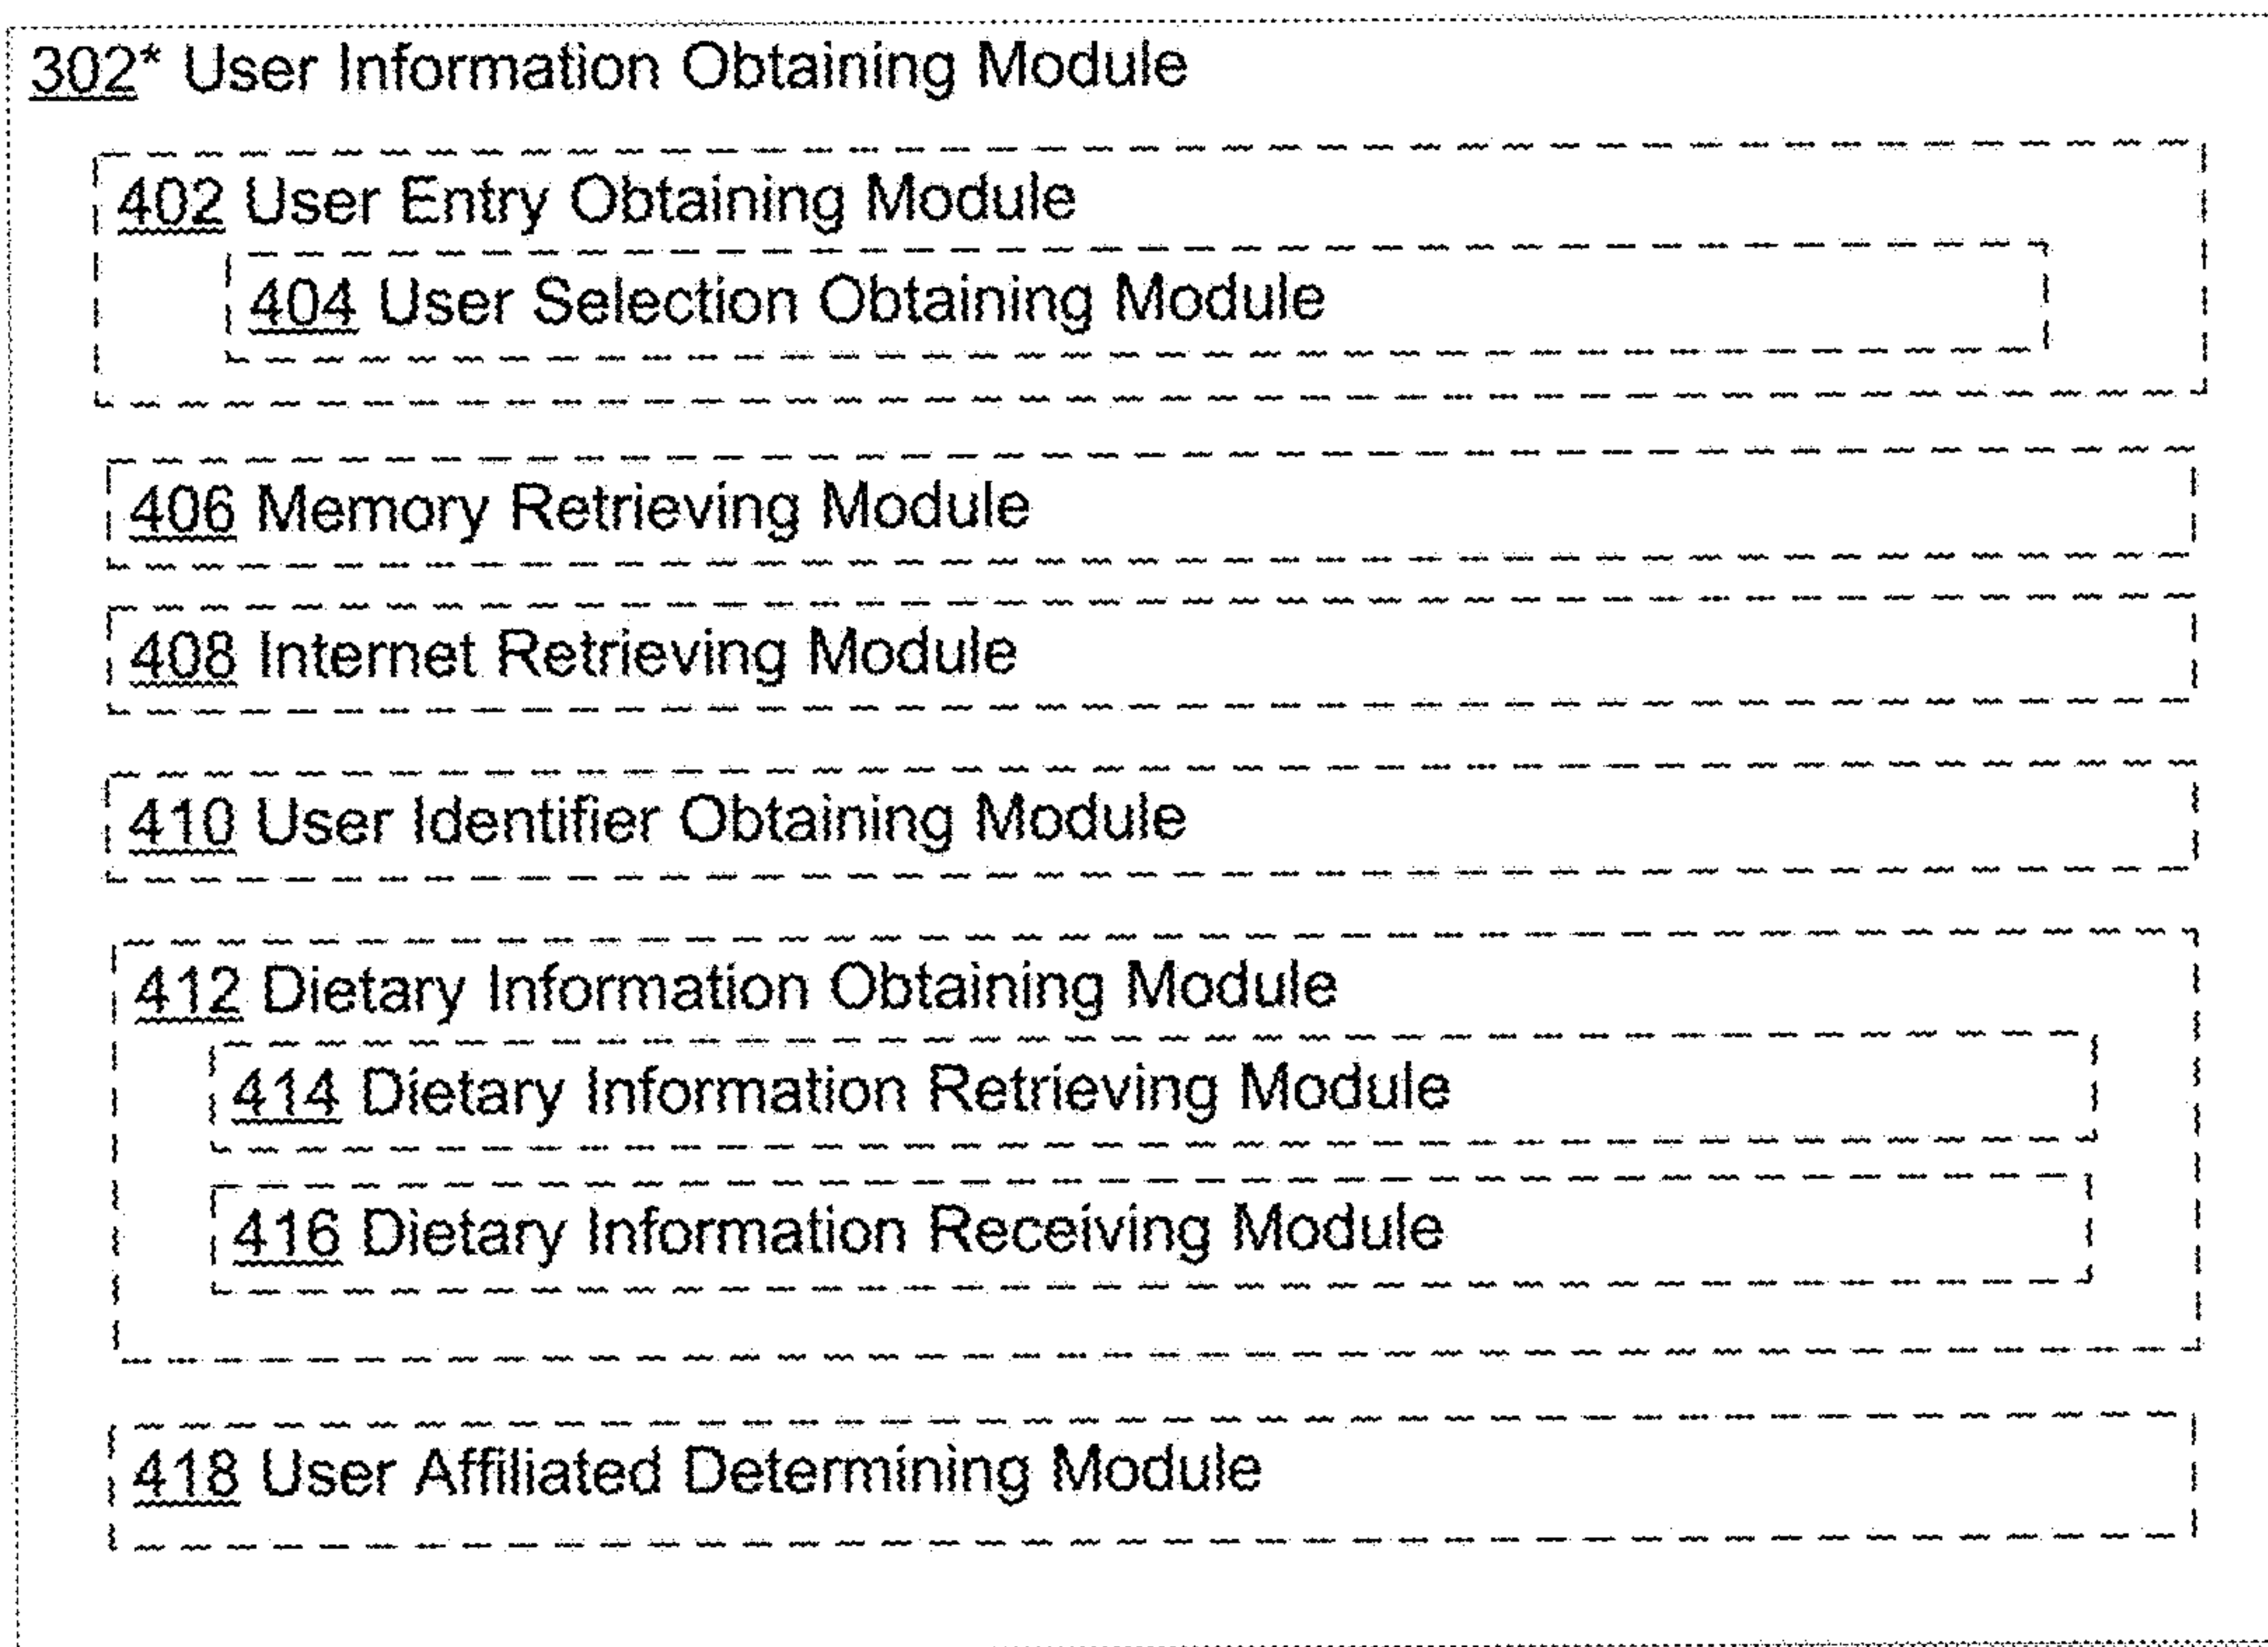 302* User Information Obtaining Module
402 User Entry Obtaining Module
404 User Selection Obtaining Module
406 Memory Retrieving Module
408 Internet Retrieving Module
410 User Identifier Obtaining Module
412 Dietary Information Obtaining Module
414 Dietary Information Retrieving Module
416 Dietary Information Receiving Module
418 User Affiliated Determining Module